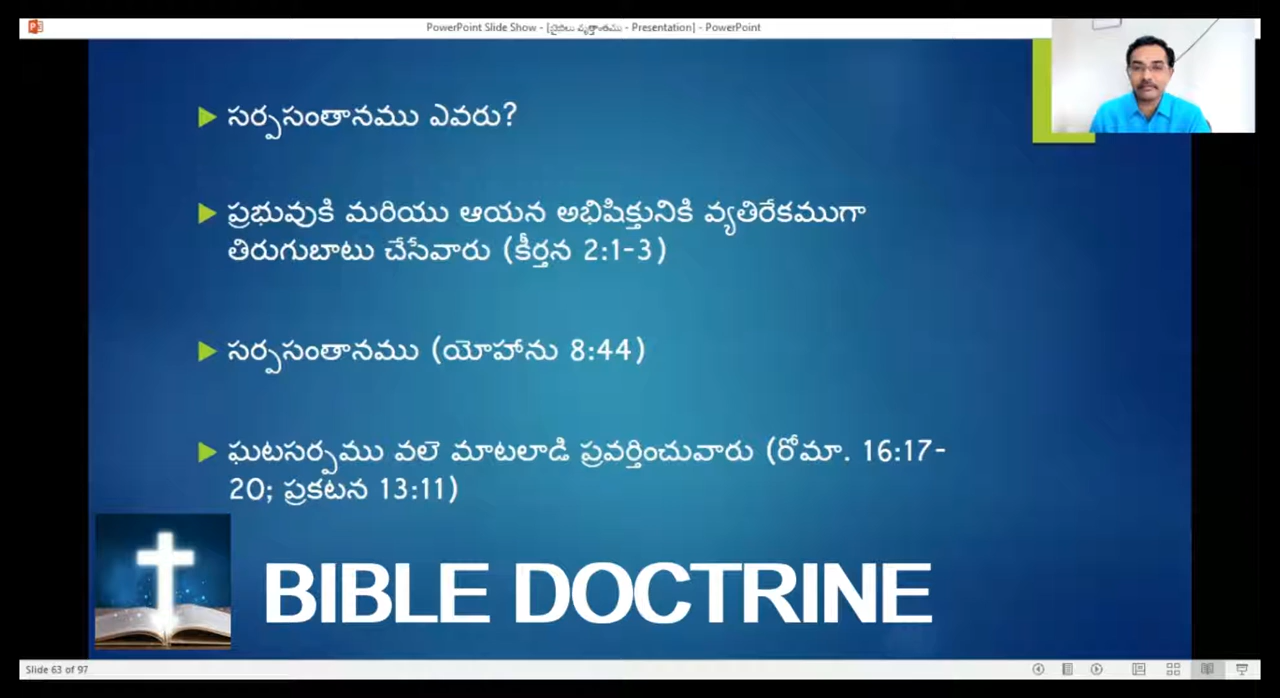 PowerPoint Slide Show - [బైబిలు వృత్తాంతము - Presentation] - PowerPoint
సర్పసంతానము ఎవరు?
ప్రభువుకి మరియు ఆయన అభిషిక్తునికి వ్యతిరేకముగా
తిరుగుబాటు చేసేవారు (కీర్తన 2:1-3)
సర్పసంతానము (యోహాను 8:44)
ఘటసర్పము వలె మాటలాడి ప్రవర్తించువారు (రోమా. 16:17-
20; ప్రకటన 13:11)
BIBLE DOCTRINE
Slide 63 of 97